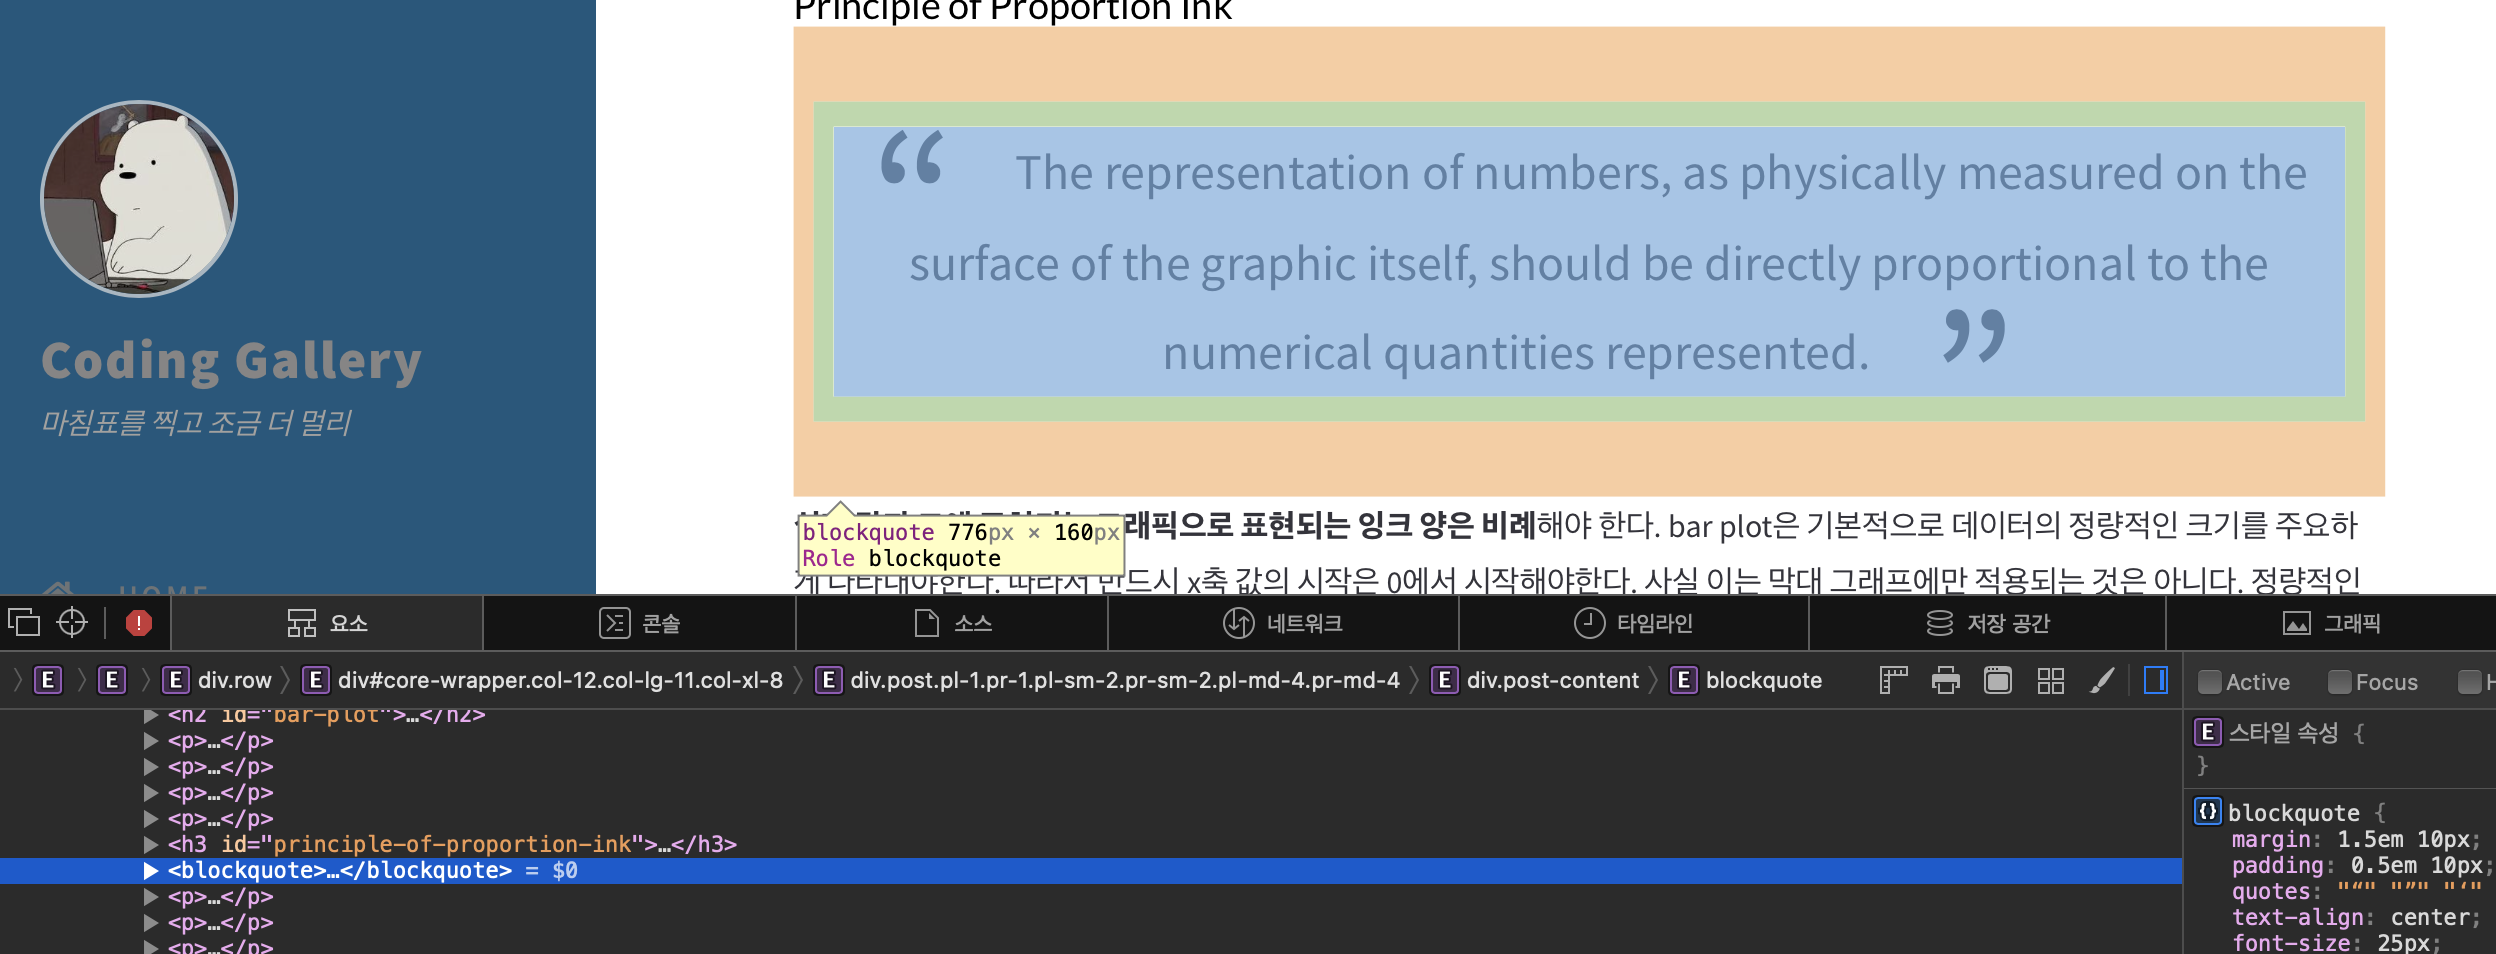 Principle of Proportion Ink
“ The representation of numbers, as physically measured on the
surface of the graphic itself, should be directly proportional to the
numerical quantities represented. ”
Coding Gallery
마침표를 찍고 조금 더 멀리
HOME
그래픽으로 표현되는 잉크 양은 비례해야 한다. bar plot은 기본적으로 데이터의 정량적인 크기를 주요하
blockquote 776px × 160px
Role blockquote
게 나타내야한다. 따라서 반드시 x축 값의 시작은 0에서 시작해야한다. 사실 이는 막대 그래프에만 적용되는 것은 아니다. 정량적인
요소 콘솔 소스 네트워크 타임라인 저장 공간 그래픽
E E E div.row E div#core-wrapper.col-12.col-lg-11.col-xl-8 E div.post.pl-1.pr-1.pl-sm-2.pr-sm-2.pl-md-4.pr-md-4 E div.post-content E blockquote
Active Focus
<h2 id="bar-plot">…</h2>
<p>…</p>
<p>…</p>
<p>…</p>
<p>…</p>
<h3 id="principle-of-proportion-ink">…</h3>
<blockquote>…</blockquote> = $0
<p>…</p>
<p>…</p>
<p>…</p>
E 스타일 속성 {
}
{} blockquote {
margin: 1.5em 10px;
padding: 0.5em 10px;
quotes: "“" "”" "‘"
text-align: center;
font-size: 25px;